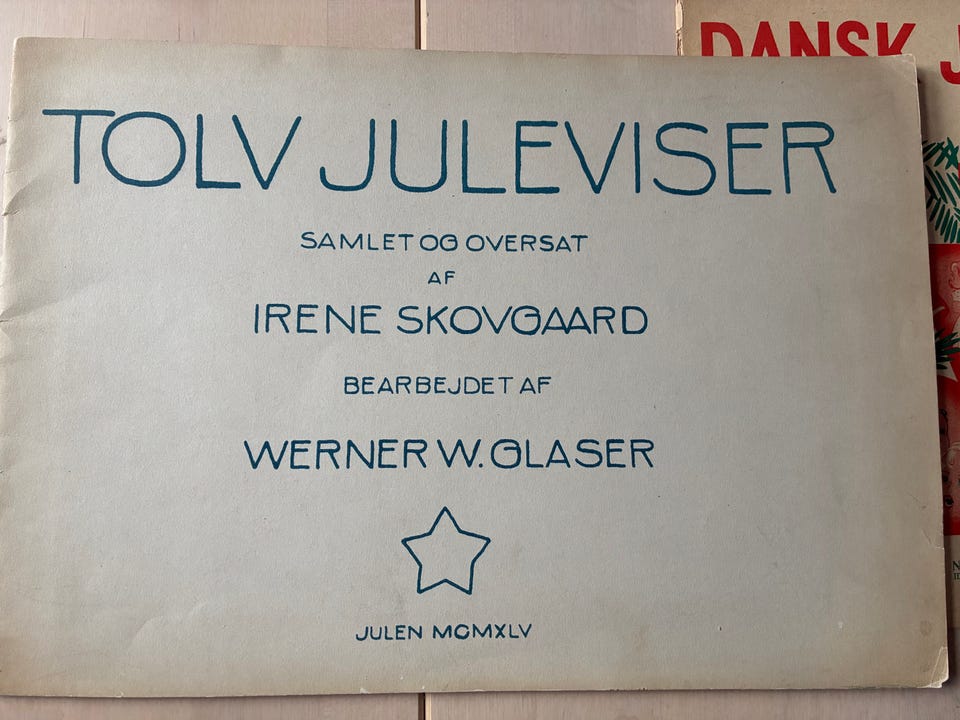 TOLV JULEVISER
SAMLET OG OVERSAT
AF
IRENE SKOVGAARD
BEARBEJDET AF
WERNER W. GLASER
JULEN MCMXLV
DANSK